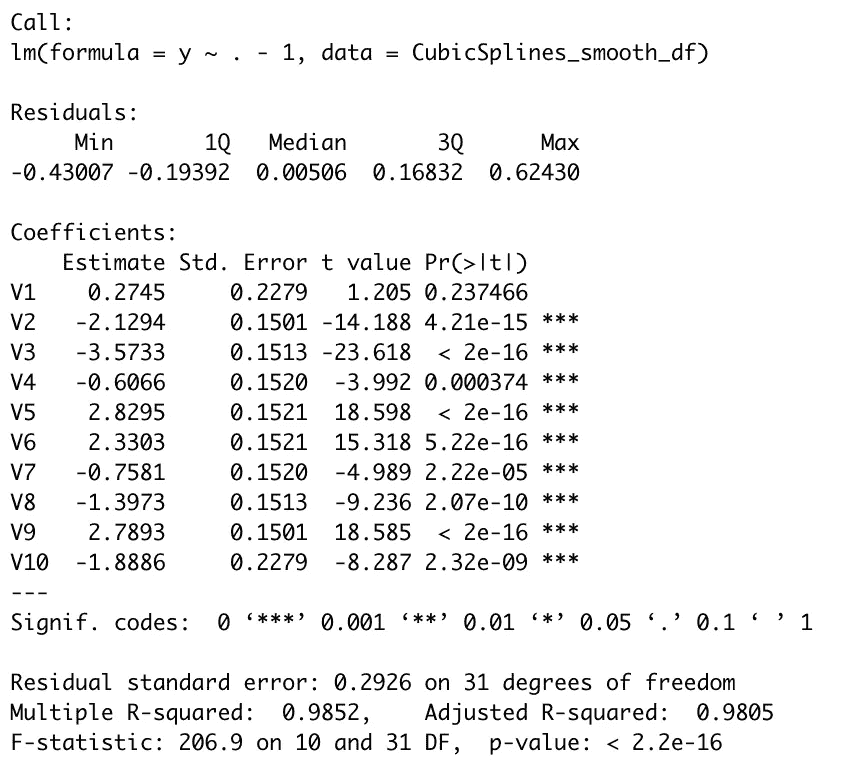 Call:
lm(formula = y ~ . - 1, data = CubicSplines_smooth_df)
Residuals:
Min 1Q Median 3Q Max
-0.43007 -0.19392 0.00506 0.16832 0.62430
Coefficients:
Estimate Std. Error t value Pr(>|t|)
V1 0.2745 0.2279 1.205 0.237466
V2 -2.1294 0.1501 -14.188 4.21e-15 ***
V3 -3.5733 0.1513 -23.618 < 2e-16 ***
V4 -0.6066 0.1520 -3.992 0.000374 ***
V5 2.8295 0.1521 18.598 < 2e-16 ***
V6 2.3303 0.1521 15.318 5.22e-16 ***
V7 -0.7581 0.1520 -4.989 2.22e-05 ***
V8 -1.3973 0.1513 -9.236 2.07e-10 ***
V9 2.7893 0.1501 18.585 < 2e-16 ***
V10 -1.8886 0.2279 -8.287 2.32e-09 ***
---
Signif. codes: 0 ‘***’ 0.001 ‘**’ 0.01 ‘*’ 0.05 ‘.’ 0.1 ‘ ’ 1
Residual standard error: 0.2926 on 31 degrees of freedom
Multiple R-squared: 0.9852, Adjusted R-squared: 0.9805
F-statistic: 206.9 on 10 and 31 DF, p-value: < 2.2e-16